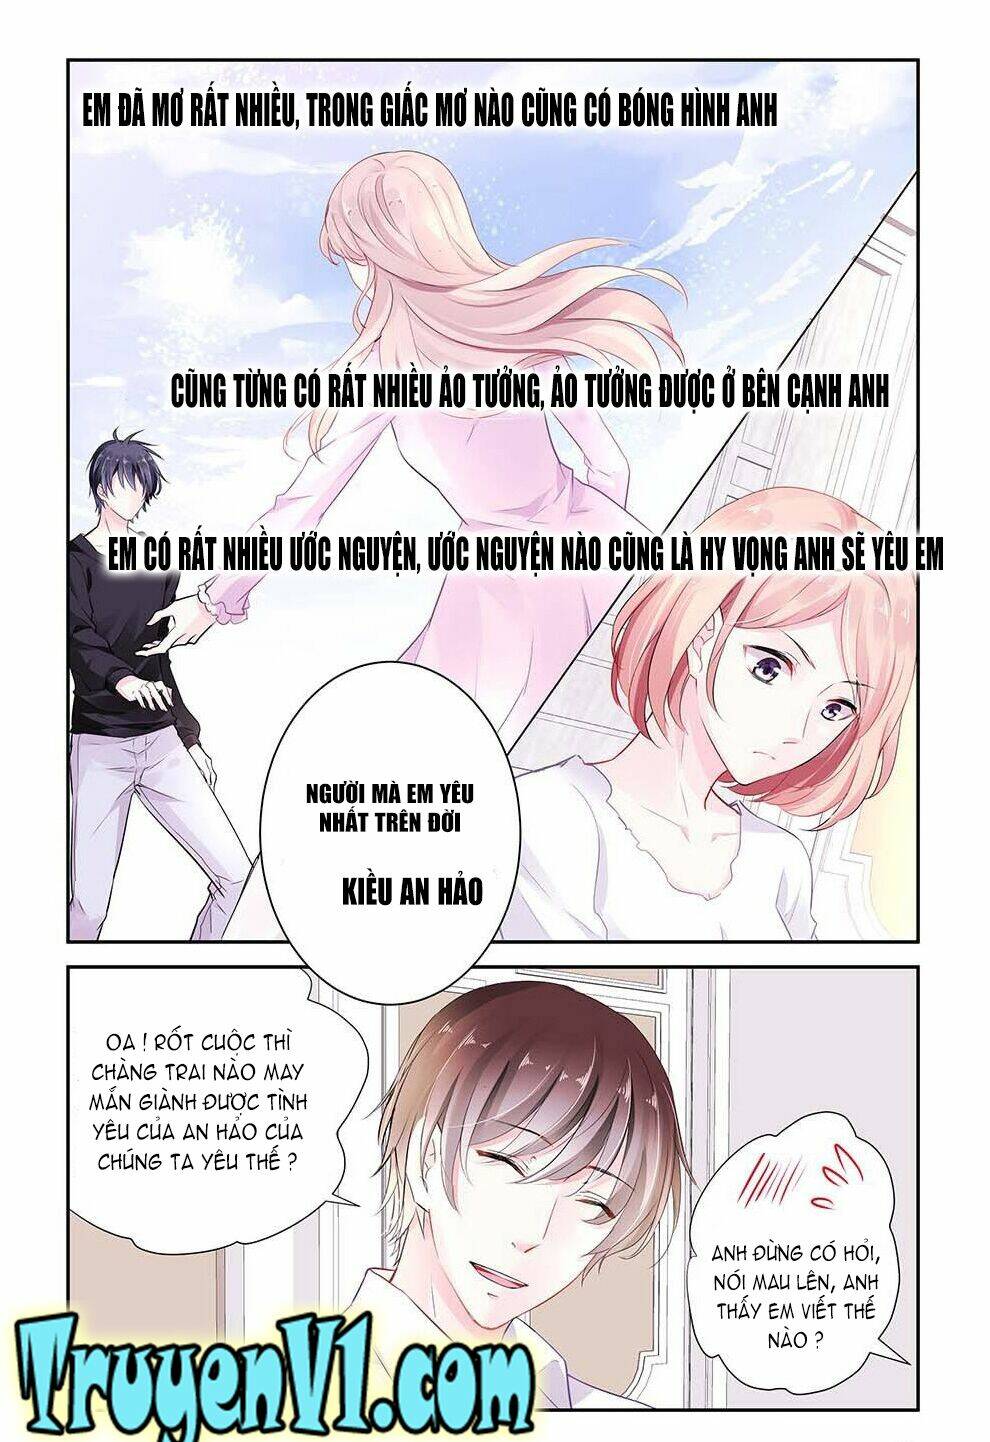 EM ĐÃ MƠ RẤT NHIỀU, TRONG GIẤC MƠ NÀO CŨNG CÓ BÓNG HÌNH ANH
CŨNG TỪNG CÓ RẤT NHIỀU ẢO TƯỞNG, ẢO TƯỞNG ĐƯỢC Ở BÊN CẠNH ANH
EM CÓ RẤT NHIỀU ƯỚC NGUYỆN, ƯỚC NGUYỆN NÀO CŨNG LÀ HY VỌNG ANH SẼ YÊU EM
NGƯỜI MÀ EM YÊU
NHẤT TRÊN ĐỜI
KIỀU AN HẢO
OA ! RỐT CUỘC THÌ
CHÀNG TRAI NÀO MAY
MẮN GIÀNH ĐƯỢC TÌNH
YÊU CỦA AN HẢO CỦA
CHÚNG TA YÊU THẾ ?
ANH ĐỪNG CÓ HỎI,
NÓI MAU LÊN, ANH
THẤY EM VIẾT THẾ
NÀO ?
TruyenV1.com